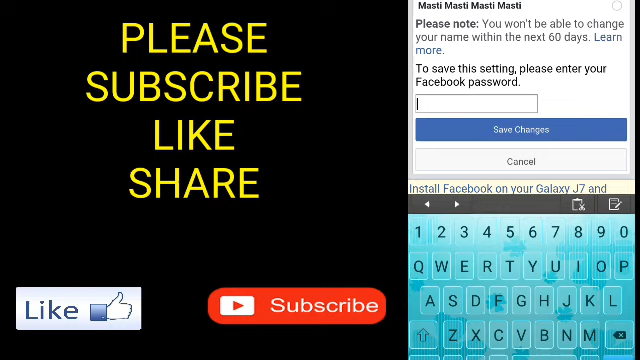 PLEASE
SUBSCRIBE
LIKE
SHARE
Like
Subscribe
Masti Masti Masti Masti
Please note: You won't be able to change
your name within the next 60 days. Learn
more.
To save this setting, please enter your
Facebook password.
Save Changes
Cancel
Install Facebook on your Galaxy J7 and
1 2 3 4 5 6 7 8 9 0
Q W E R T Y U I O P
A S D F G H J K L
Z X C V B N M